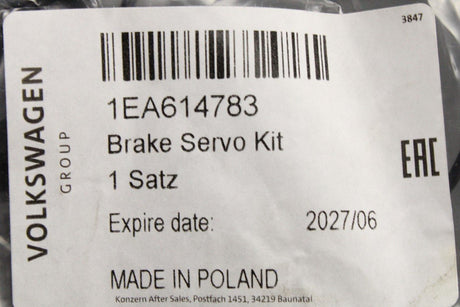 3847
VOLKSWAGEN
GROUP
1EA614783
Brake Servo Kit
1 Satz
EAC
Expire date: 2027/06
MADE IN POLAND
Konzern After Sales, Postfach 1451, 34219 Baunatal